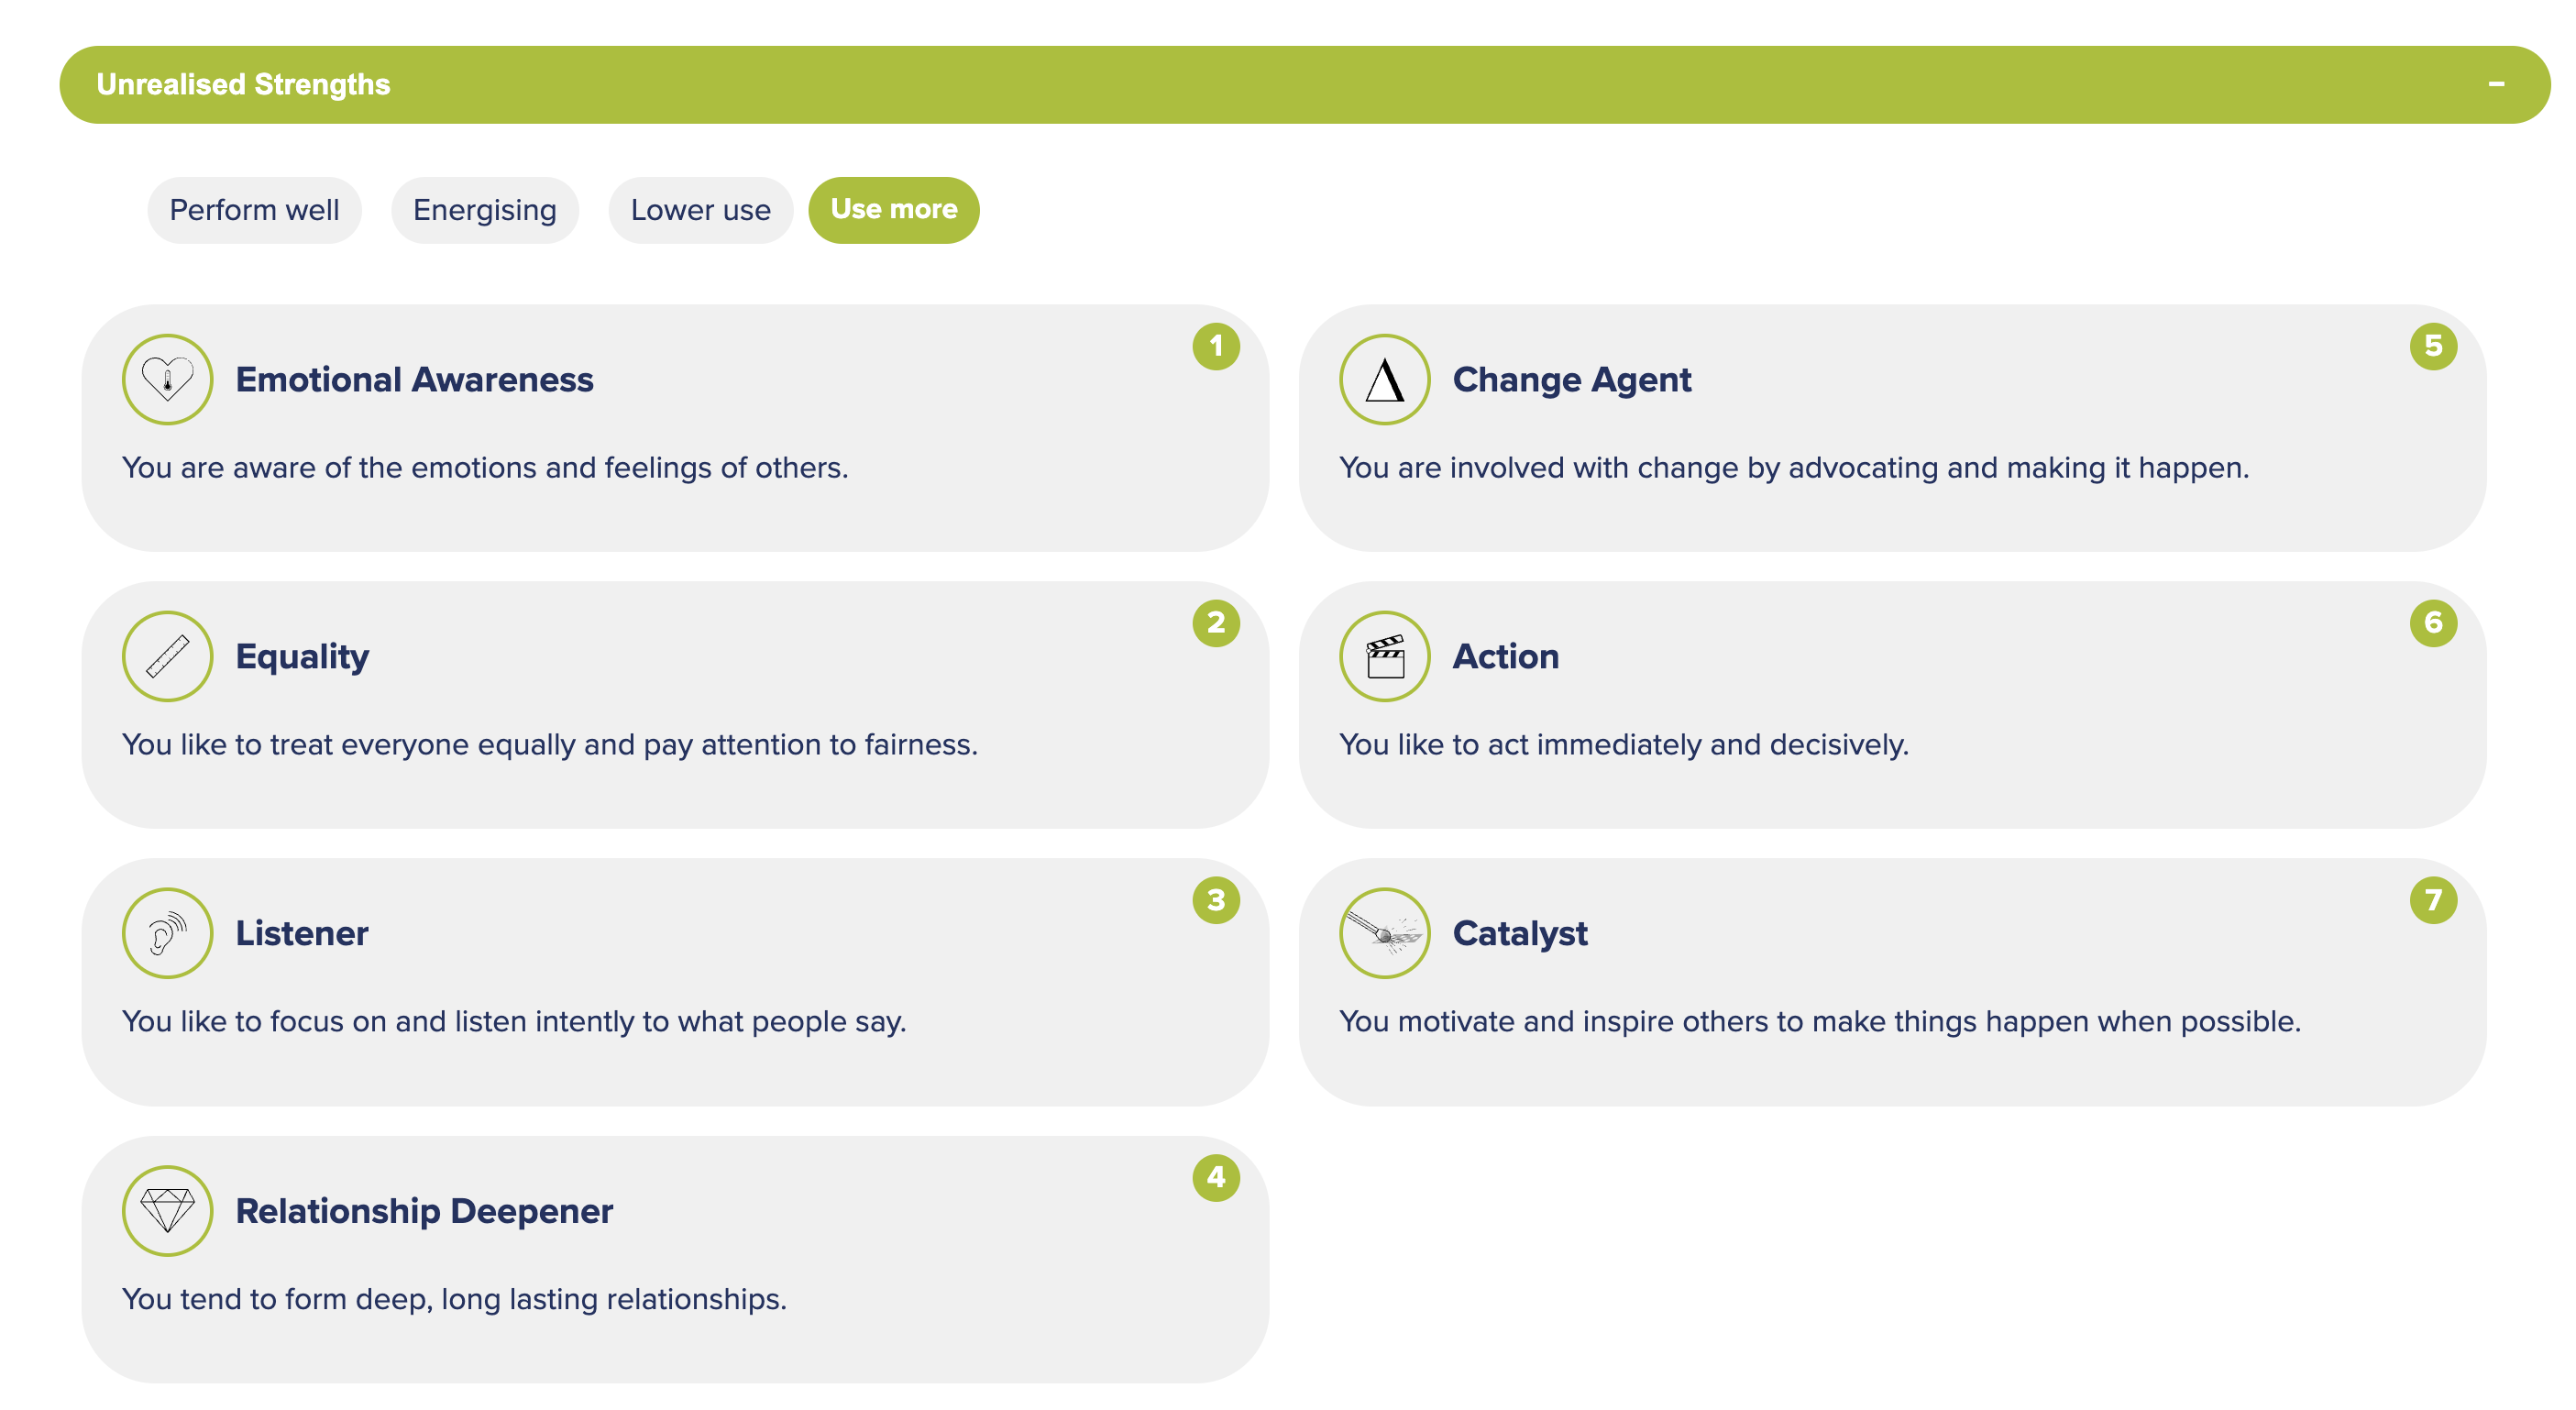 Unrealised Strengths
Perform well
Energising
Lower use
Use more
1
Emotional Awareness
You are aware of the emotions and feelings of others.
2
Equality
You like to treat everyone equally and pay attention to fairness.
3
Listener
You like to focus on and listen intently to what people say.
4
Relationship Deepener
You tend to form deep, long lasting relationships.
5
Change Agent
You are involved with change by advocating and making it happen.
6
Action
You like to act immediately and decisively.
7
Catalyst
You motivate and inspire others to make things happen when possible.